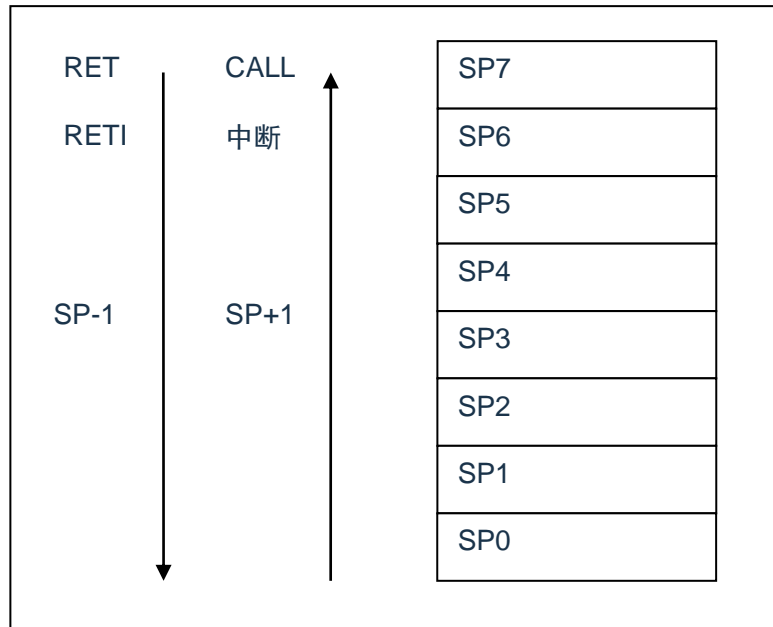 RET CALL SP7
RETI 中断 SP6
SP5
SP4
SP-1 SP+1 SP3
SP2
SP1
SP0